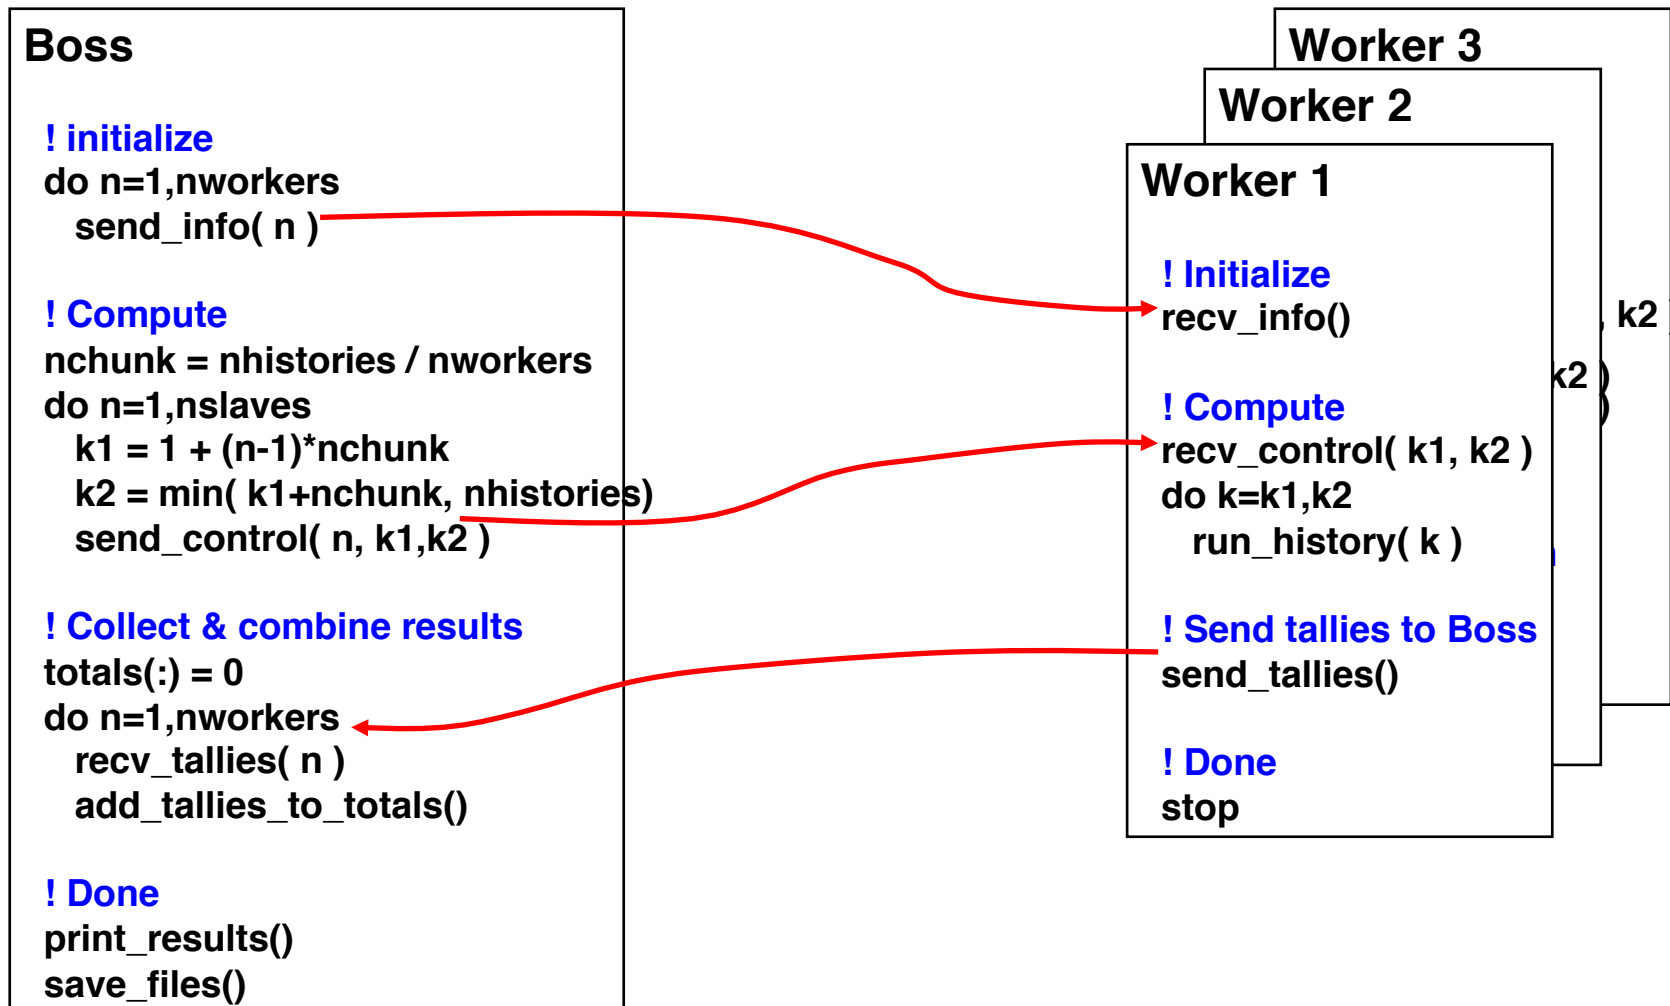 Boss
! initialize
do n=1,nworkers
send_info( n )
! Compute
nchunk = nhistories / nworkers
do n=1,nslaves
k1 = 1 + (n-1)*nchunk
k2 = min( k1+nchunk, nhistories)
send_control( n, k1,k2 )
! Collect & combine results
totals(:) = 0
do n=1,nworkers
recv_tallies( n )
add_tallies_to_totals()
! Done
print_results()
save_files()
Worker 3
, k2 )
Worker 2
k2 )
)
Worker 1
! Initialize
recv_info()
! Compute
recv_control( k1, k2 )
do k=k1,k2
run_history( k )
! Send tallies to Boss
send_tallies()
! Done
stop